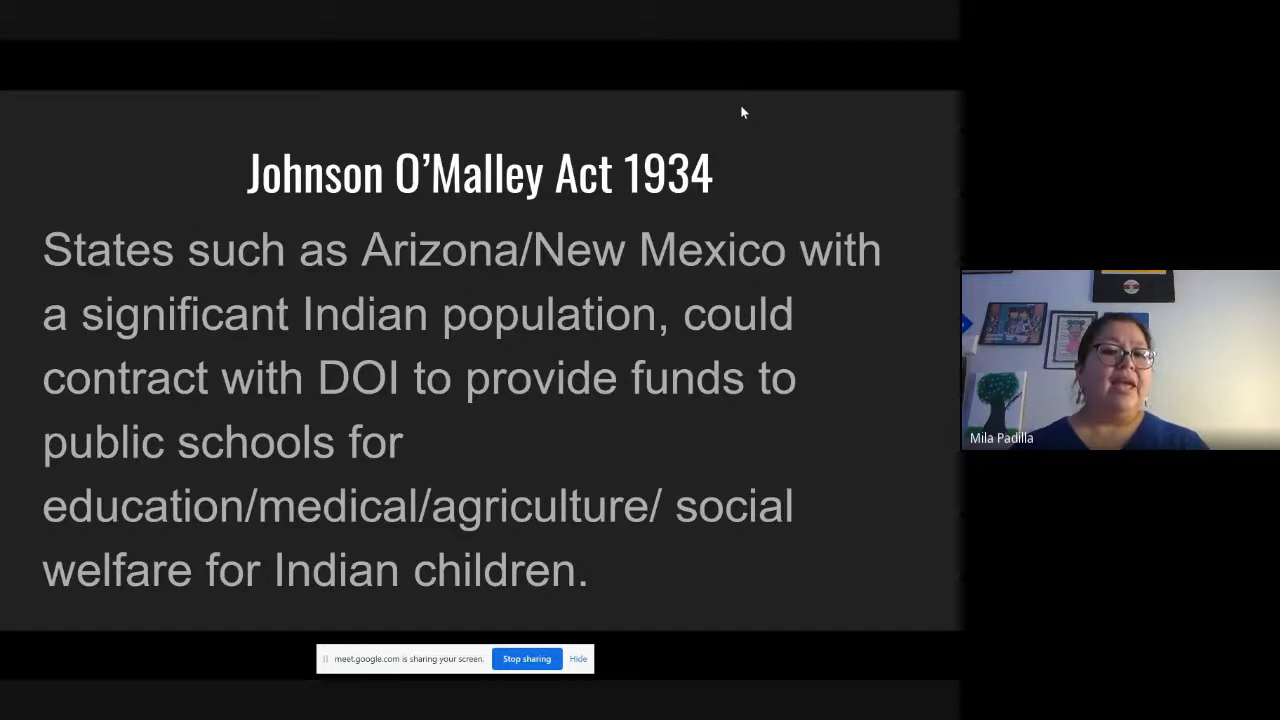 Johnson O’Malley Act 1934
States such as Arizona/New Mexico with
a significant Indian population, could
contract with DOI to provide funds to
public schools for
education/medical/agriculture/ social
welfare for Indian children.
Mila Padilla
meet.google.com is sharing your screen.
Stop sharing
Hide